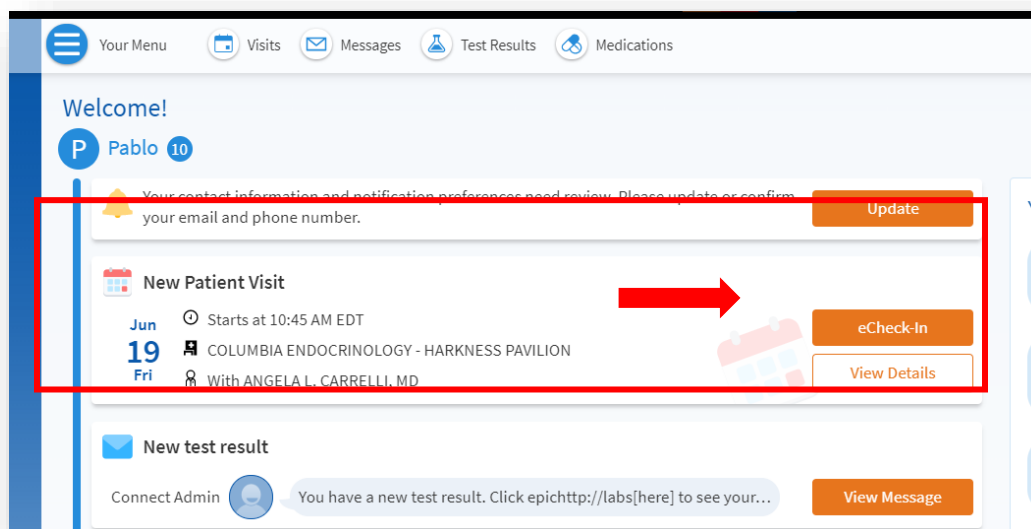 Your Menu Visits Messages Test Results Medications
Welcome!
P Pablo 10
Your contact information and notification preferences need review. Please update or confirm
your email and phone number.
Update
New Patient Visit
Jun
19
Fri
Starts at 10:45 AM EDT
COLUMBIA ENDOCRINOLOGY - HARKNESS PAVILION
With ANGELA L. CARRELLI, MD
eCheck-In
View Details
New test result
Connect Admin
You have a new test result. Click epichttp://labs[here] to see your...
View Message